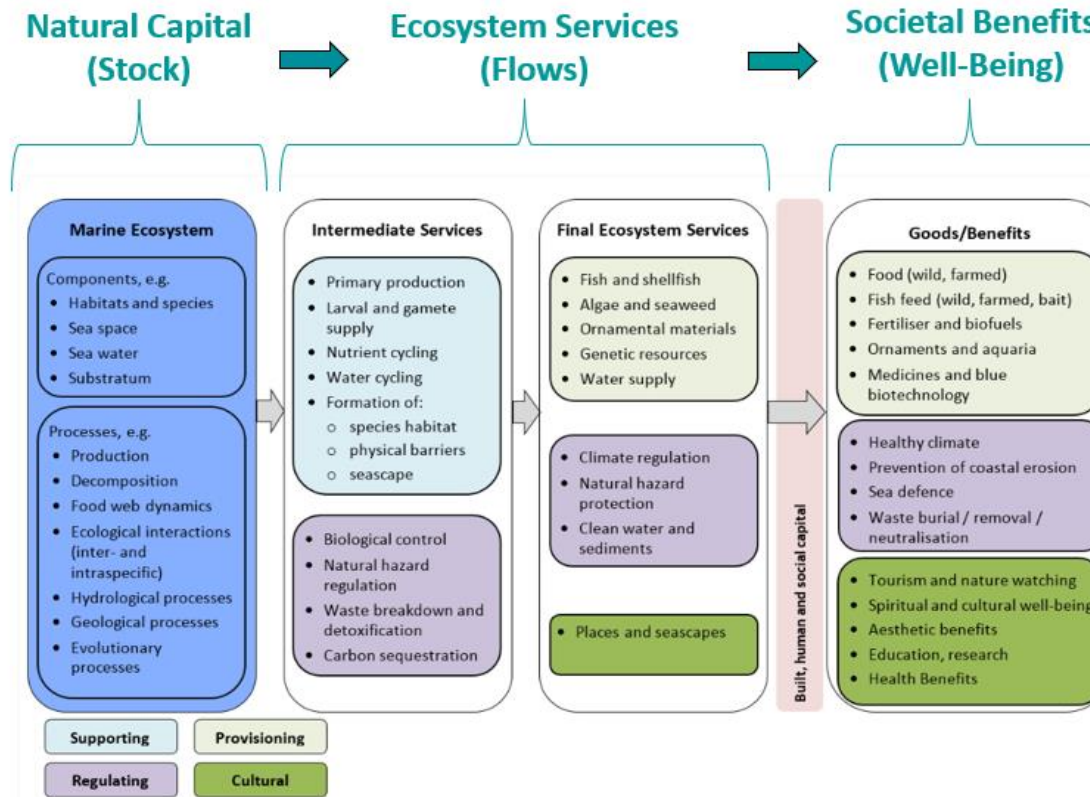 Natural Capital
(Stock)
Ecosystem Services
(Flows)
Societal Benefits
(Well-Being)
Marine Ecosystem
Components, e.g.
• Habitats and species
• Sea space
• Sea water
• Substratum
Processes, e.g.
• Production
• Decomposition
• Food web dynamics
• Ecological interactions
(inter- and
intraspecific)
• Hydrological processes
• Geological processes
• Evolutionary
processes
Intermediate Services
• Primary production
• Larval and gamete
supply
• Nutrient cycling
• Water cycling
• Formation of:
o species habitat
o physical barriers
o seascape
• Biological control
• Natural hazard
regulation
• Waste breakdown and
detoxification
• Carbon sequestration
Final Ecosystem Services
• Fish and shellfish
• Algae and seaweed
• Ornamental materials
• Genetic resources
• Water supply
• Climate regulation
• Natural hazard
protection
• Clean water and
sediments
• Places and seascapes
Built, human and social capital
Goods/Benefits
• Food (wild, farmed)
• Fish feed (wild, farmed, bait)
• Fertiliser and biofuels
• Ornaments and aquaria
• Medicines and blue
biotechnology
• Healthy climate
• Prevention of coastal erosion
• Sea defence
• Waste burial / removal /
neutralisation
• Tourism and nature watching
• Spiritual and cultural well-being
• Aesthetic benefits
• Education, research
• Health Benefits
Supporting
Provisioning
Regulating
Cultural